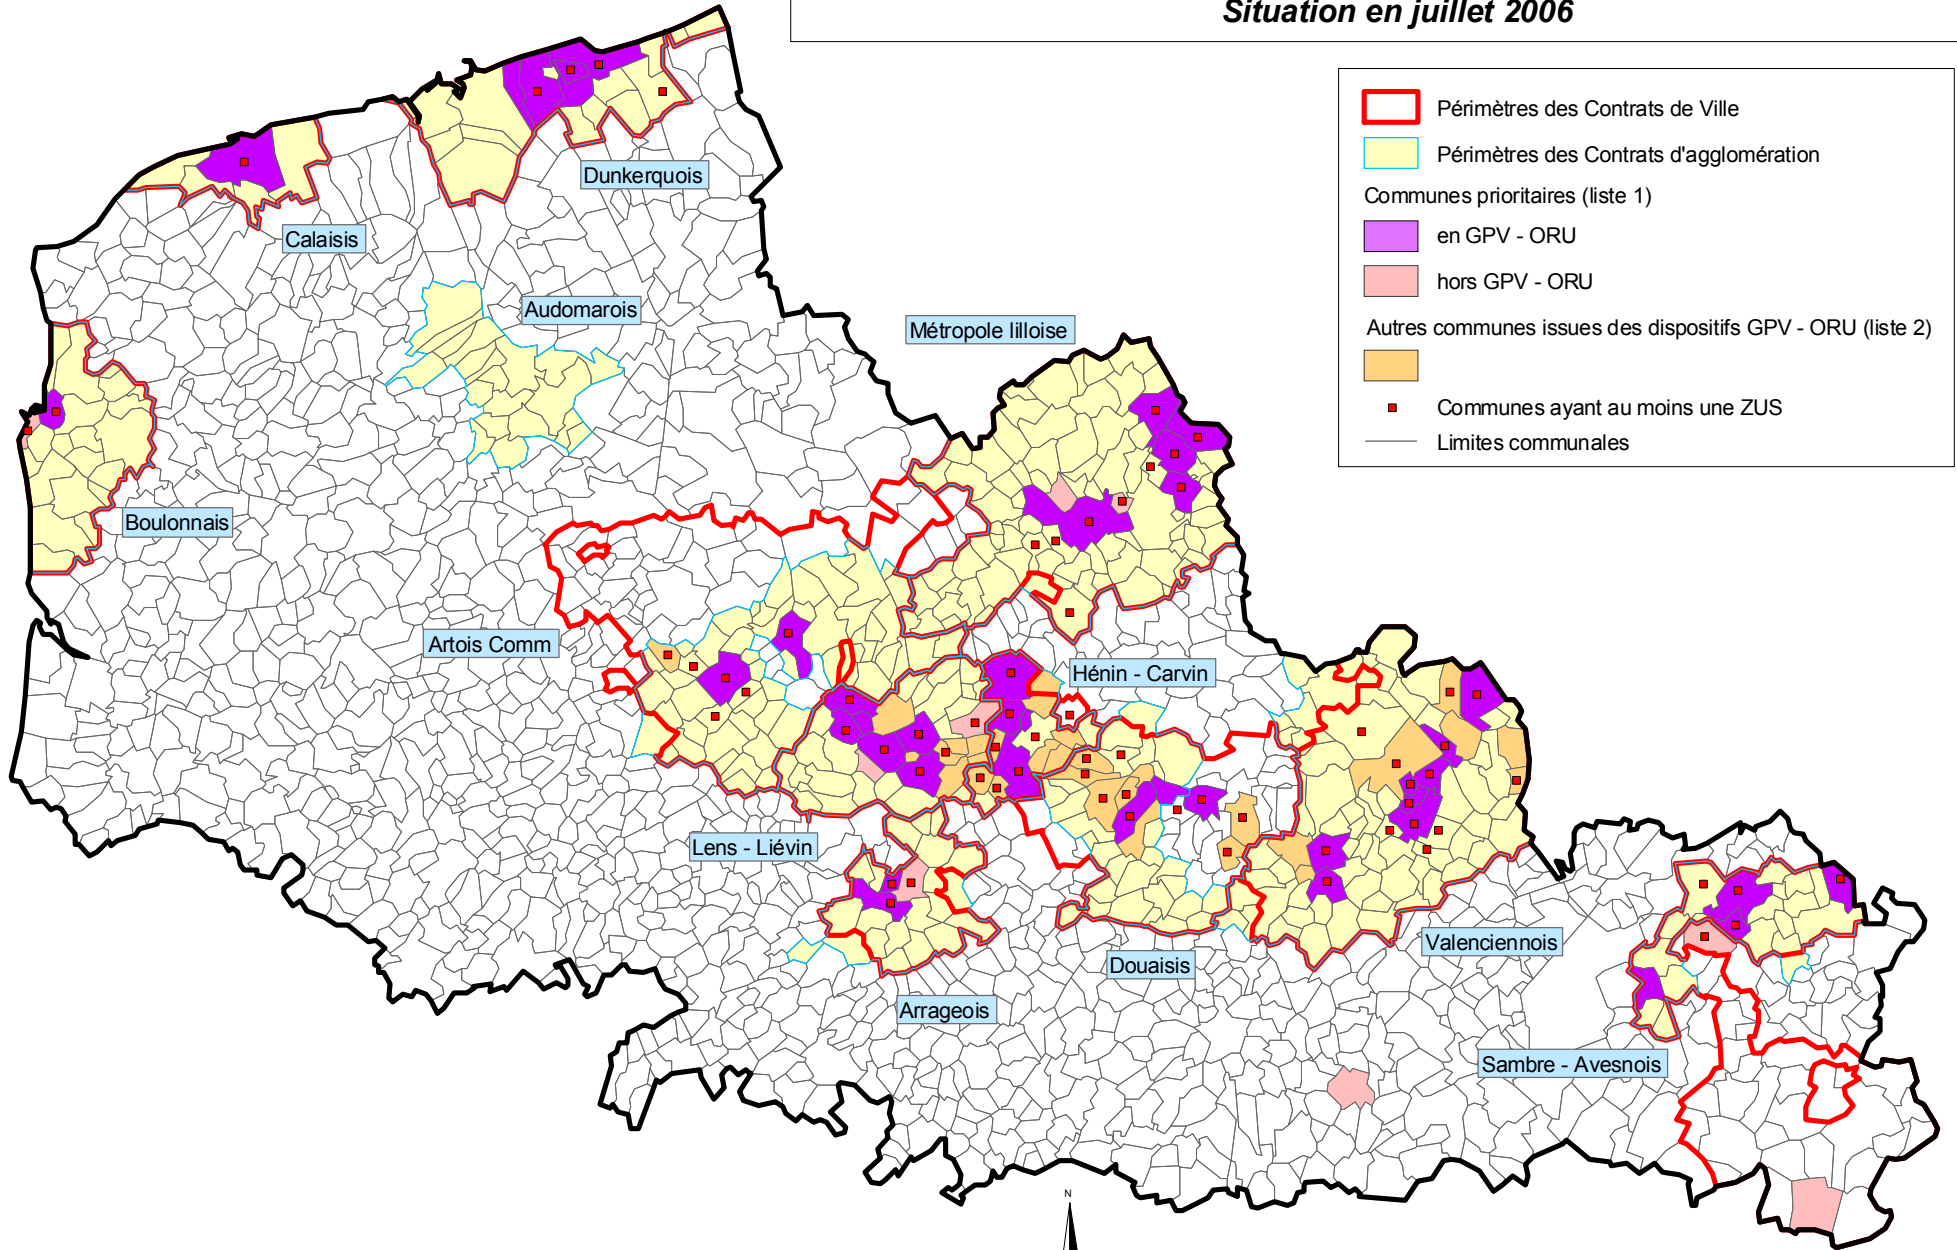 Situation en juillet 2006
Périmètres des Contrats de Ville
Périmètres des Contrats d'agglomération
Communes prioritaires (liste 1)
en GPV - ORU
hors GPV - ORU
Autres communes issues des dispositifs GPV - ORU (liste 2)
Communes ayant au moins une ZUS
Limites communales
Dunkerquois
Calaisis
Audomarois
Métropole lilloise
Boulonnais
Artois Comm
Hénin - Carvin
Lens - Liévin
Valenciennois
Douaisis
Arrageois
Sambre - Avesnois
N